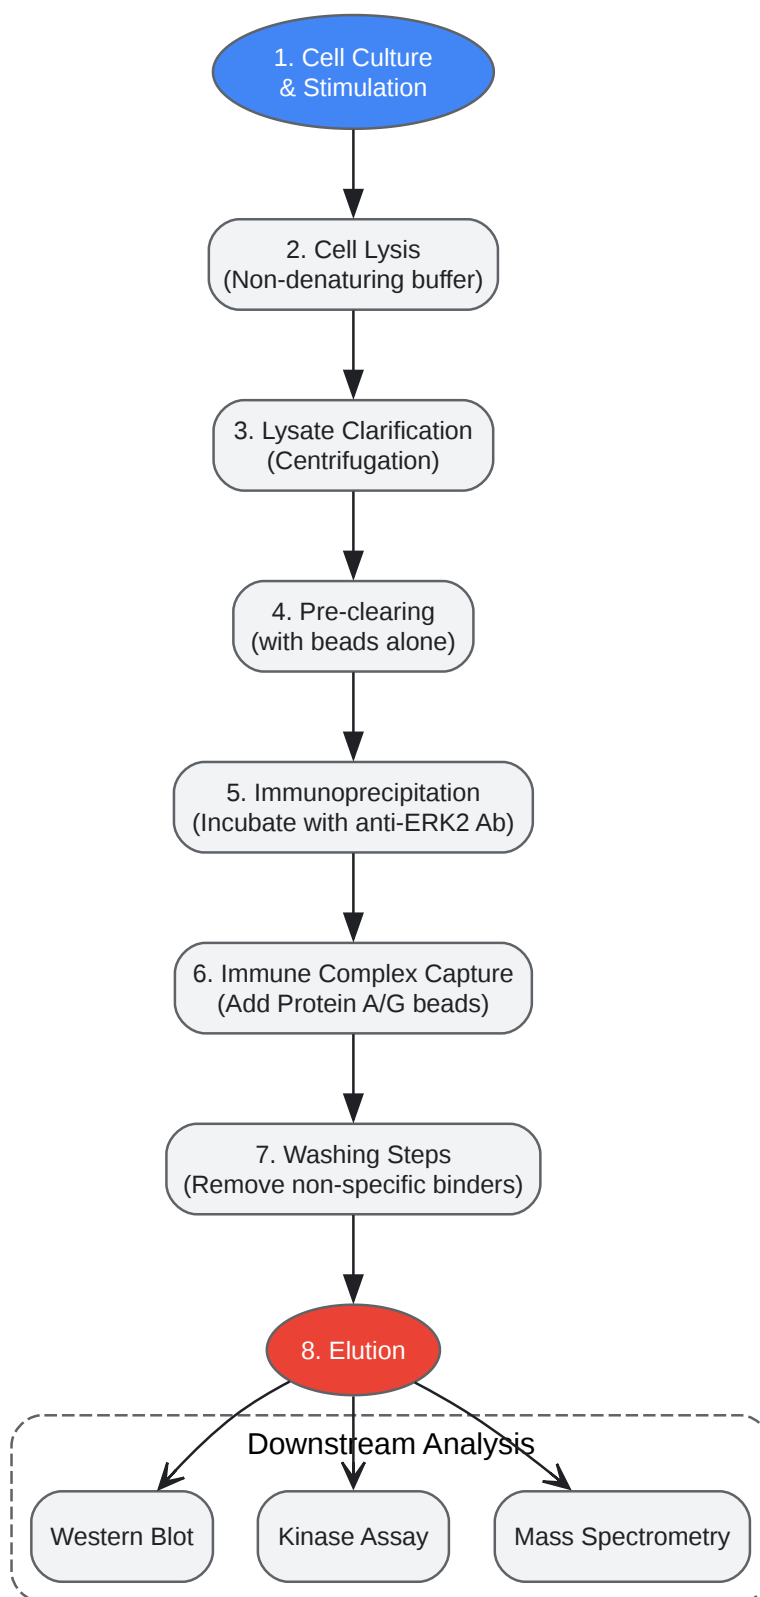 1. Cell Culture
& Stimulation
2. Cell Lysis
(Non-denaturing buffer)
3. Lysate Clarification
(Centrifugation)
4. Pre-clearing
(with beads alone)
5. Immunoprecipitation
(Incubate with anti-ERK2 Ab)
6. Immune Complex Capture
(Add Protein A/G beads)
7. Washing Steps
(Remove non-specific binders)
8. Elution
Downstream Analysis
Western Blot
Kinase Assay
Mass Spectrometry